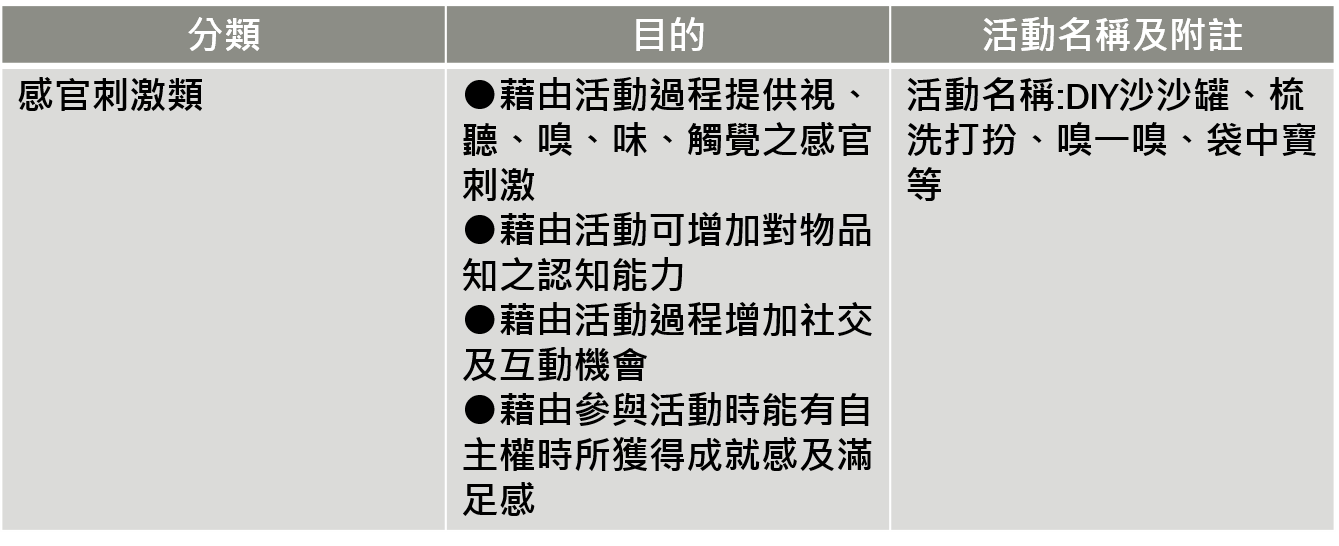 分類
目的
活動名稱及附註
感官刺激類
●藉由活動過程提供視、
聽、嗅、味、觸覺之感官
刺激
●藉由活動可增加對物品
知之認知能力
●藉由活動過程增加社交
及互動機會
●藉由參與活動時能有自
主權時所獲得成就感及滿
足感
活動名稱:DIY沙沙罐、梳
洗打扮、嗅一嗅、袋中寶
等